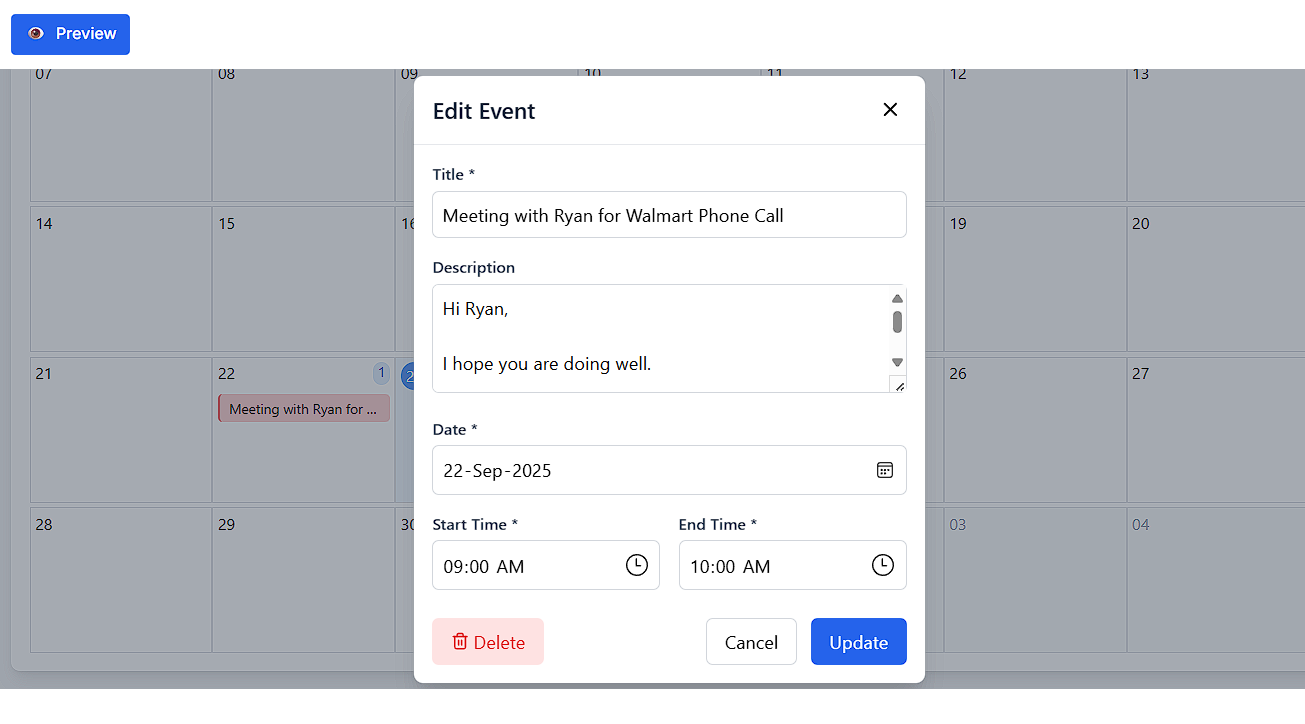 Preview
07 08 09 10 11 12 13
Edit Event
Title *
Meeting with Ryan for Walmart Phone Call
14 15 16 19 20
Description
Hi Ryan,
I hope you are doing well.
21 22 1 2 26 27
Meeting with Ryan for ...
Date *
22-Sep-2025
Start Time * End Time *
28 29 30 03 04
09:00 AM 10:00 AM
Delete Cancel Update